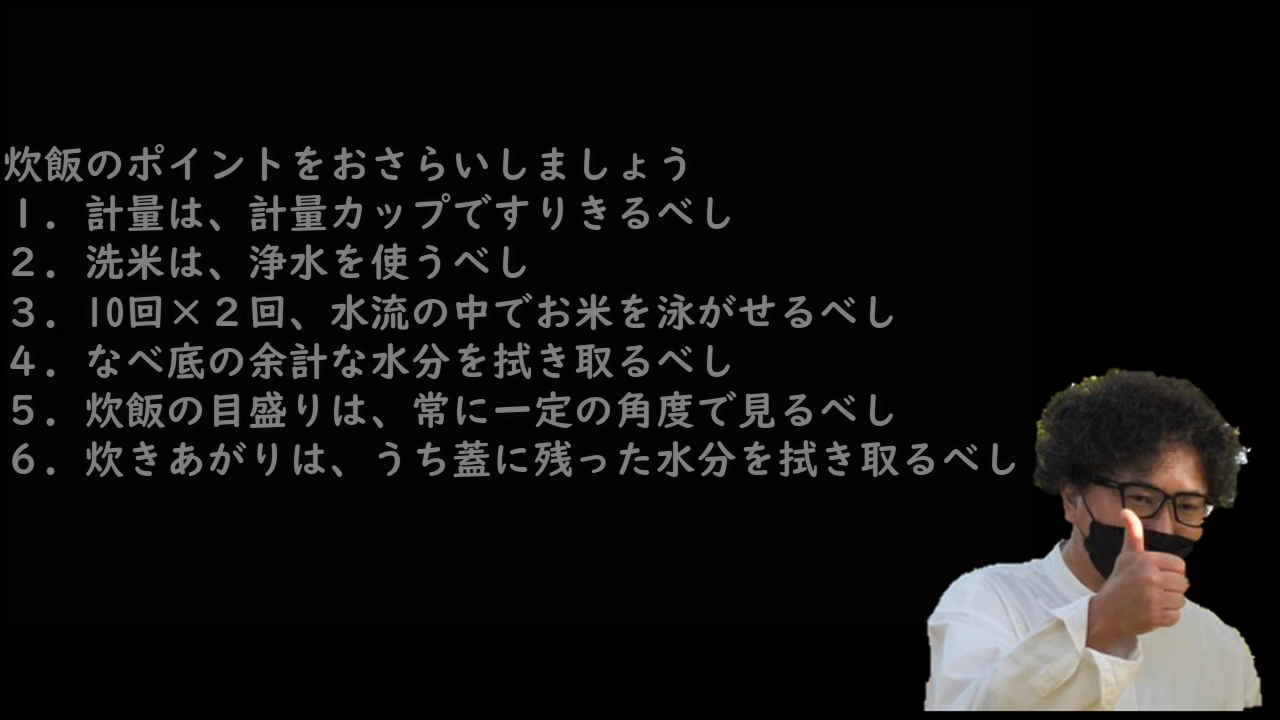 炊飯のポイントをおさらいしましょう
１．計量は、計量カップですりきるべし
２．洗米は、浄水を使うべし
３．10回×２回、水流の中でお米を泳がせるべし
４．なべ底の余計な水分を拭き取るべし
５．炊飯の目盛りは、常に一定の角度で見るべし
６．炊きあがりは、うち蓋に残った水分を拭き取るべし